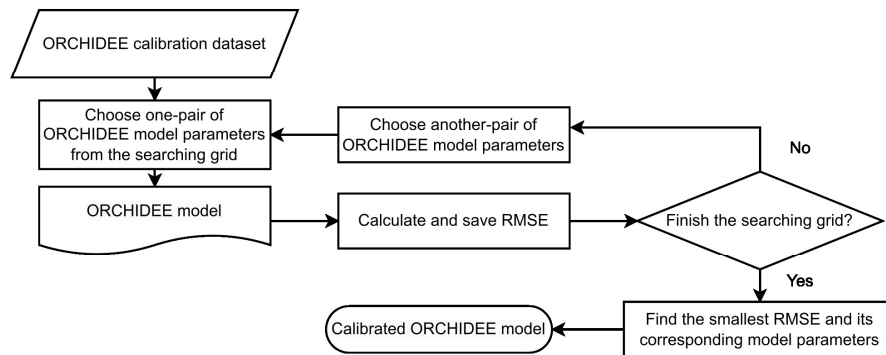 ORCHIDEE calibration dataset
Choose one-pair of
ORCHIDEE model parameters
from the searching grid
Choose another-pair of
ORCHIDEE model parameters
No
ORCHIDEE model
Calculate and save RMSE
Finish the searching grid?
Yes
Calibrated ORCHIDEE model
Find the smallest RMSE and its
corresponding model parameters